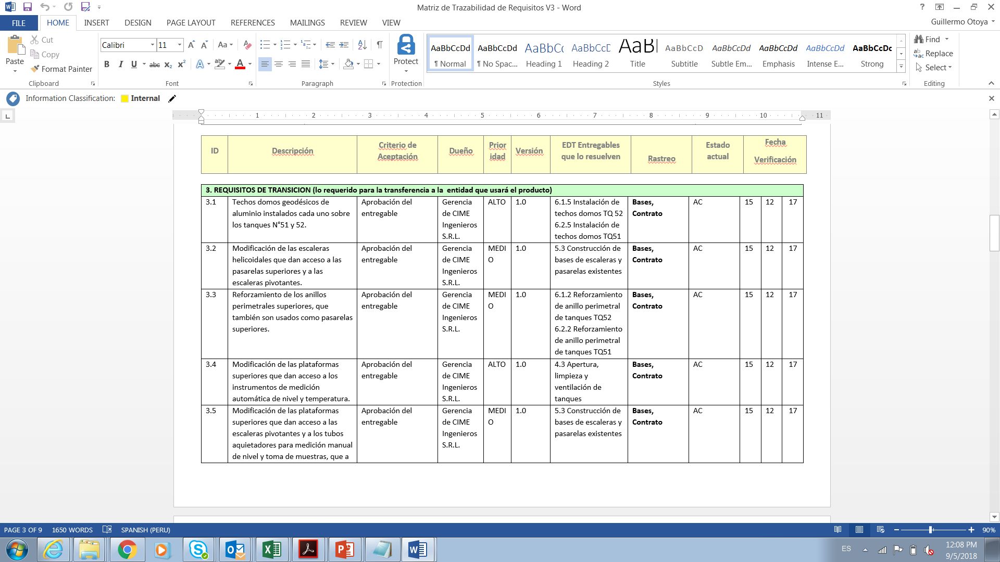 Matriz de Trazabilidad de Requisitos V3 - Word
FILE HOME INSERT DESIGN PAGE LAYOUT REFERENCES MAILINGS REVIEW VIEW
Guillermo Otoya
Paste
Cut
Copy
Format Painter
Clipboard
Calibri 11
Font
Paragraph
Protect
Protection
AaBbCcDd AaBbCcDd AaBbCc AaBbCcD AaBl AaBbCcD AaBbCcDd AaBbCcDd AaBbCcDd AaBbCcDc
¶ Normal ¶ No Spac... Heading 1 Heading 2 Title Subtitle Subtle Em... Emphasis Intense E... Strong
Styles
Find
Replace
Select
Editing
Information Classification: Internal
1 2 3 4 5 6 7 8 9 10 11
ID
Descripción
Criterio de
Aceptación
Dueño
Prior
idad
Versión
EDT Entregables
que lo resuelven
Rastreo
Estado
actual
Fecha
Verificación
3. REQUISITOS DE TRANSICION (lo requerido para la transferencia a la entidad que usará el producto)
3.1
Techos domos geodésicos de
aluminio instalados cada uno sobre
los tanques N°51 y 52.
Aprobación del
entregable
Gerencia
de CIME
Ingenieros
S.R.L.
ALTO
1.0
6.1.5 Instalación de
techos domos TQ 52
6.2.5 Instalación de
techos domos TQ51
Bases,
Contrato
AC
15 12 17
3.2
Modificación de las escaleras
helicoidales que dan acceso a las
pasarelas superiores y a las
escaleras pivotantes.
Aprobación del
entregable
Gerencia
de CIME
Ingenieros
S.R.L.
MEDI
O
1.0
5.3 Construcción de
bases de escaleras y
pasarelas existentes
Bases,
Contrato
AC
15 12 17
3.3
Reforzamiento de los anillos
perimetrales superiores, que
también son usados como pasarelas
superiores.
Aprobación del
entregable
Gerencia
de CIME
Ingenieros
S.R.L.
MEDI
O
1.0
6.1.2 Reforzamiento
de anillo perimetral
de tanques TQ52
6.2.2 Reforzamiento
de anillo perimetral
de tanques TQ51
Bases,
Contrato
AC
15 12 17
3.4
Modificación de las plataformas
superiores que dan acceso a los
instrumentos de medición
automática de nivel y temperatura.
Aprobación del
entregable
Gerencia
de CIME
Ingenieros
S.R.L.
ALTO
1.0
4.3 Apertura,
limpieza y
ventilación de
tanques
Bases,
Contrato
AC
15 12 17
3.5
Modificación de las plataformas
superiores que dan acceso a las
escaleras pivotantes y a los tubos
aquietadores para medición manual
de nivel y toma de muestras, que a
Aprobación del
entregable
Gerencia
de CIME
Ingenieros
S.R.L.
MEDI
O
1.0
5.3 Construcción de
bases de escaleras y
pasarelas existentes
Bases,
Contrato
AC
15 12 17
PAGE 3 OF 9 1650 WORDS SPANISH (PERU) 90%
ES
12:08 PM
9/5/2018